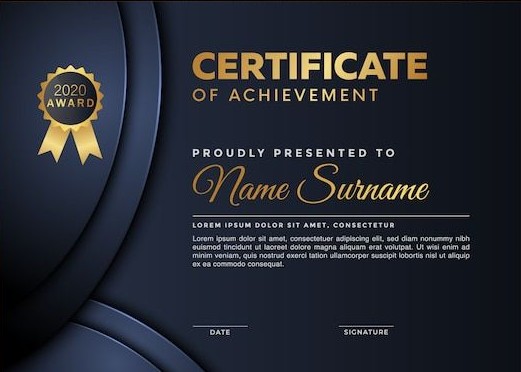 2020
AWARD
CERTIFICATE
OF ACHIEVEMENT
PROUDLY PRESENTED TO
Name Surname
LOREM IPSUM DOLOR SIT AMET, CONSECTETUR
Lorem ipsum dolor sit amet, consectetuer adipiscing elit, sed diam
nonummy nibh euismod tincidunt ut laoreet dolore magna
aliquam erat volutpat. Ut wisi enim ad minim veniam, quis
nostrud exerci tation ullamcorper suscipit lobortis nisl ut aliquip
ex ea commodo consequat.
DATE
SIGNATURE